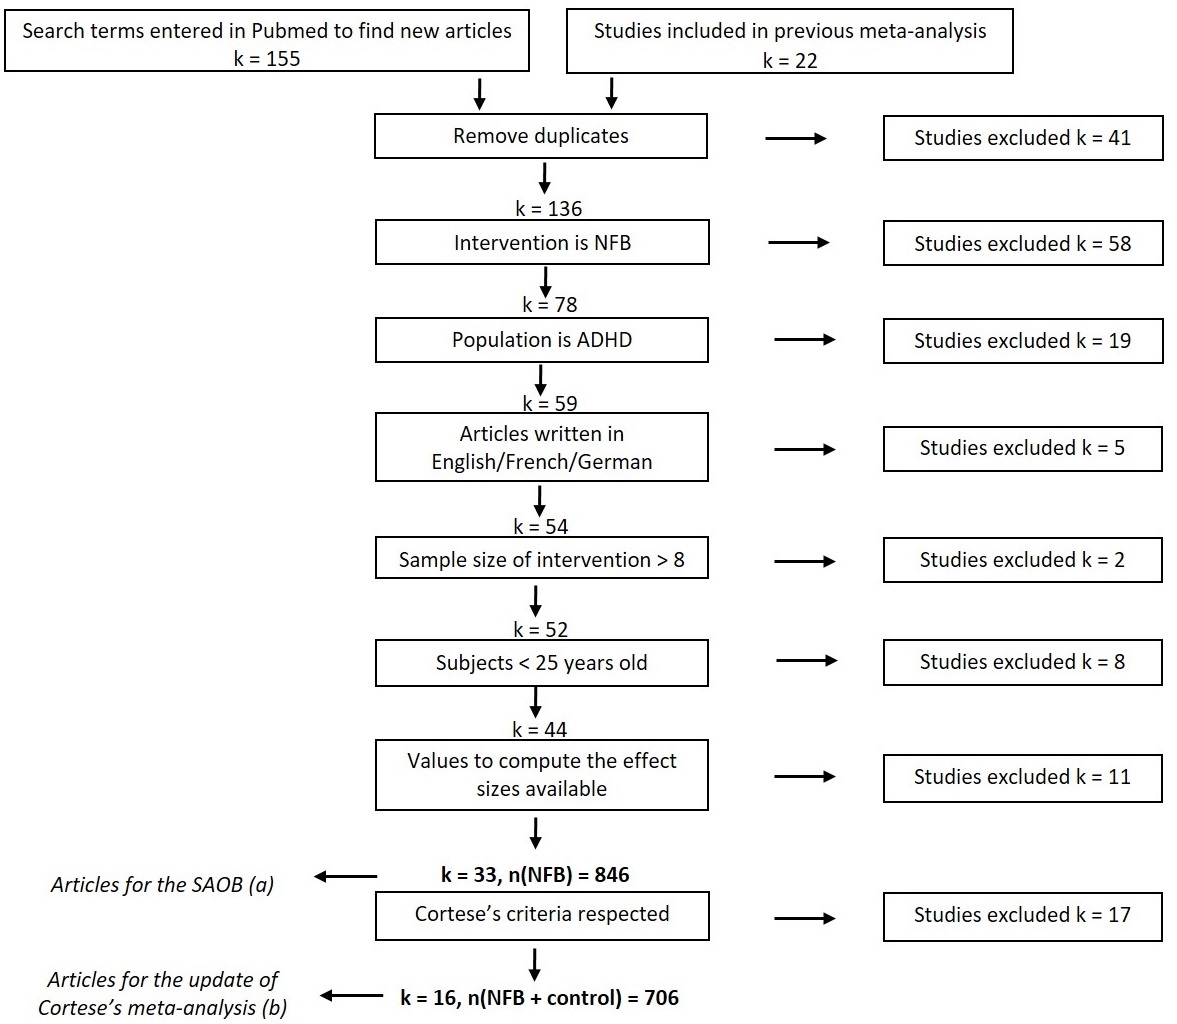 Search terms entered in Pubmed to find new articles
k = 155
Studies included in previous meta-analysis
k = 22
Remove duplicates
Studies excluded k = 41
k = 136
Intervention is NFB
Studies excluded k = 58
k = 78
Population is ADHD
Studies excluded k = 19
k = 59
Articles written in
English/French/German
Studies excluded k = 5
k = 54
Sample size of intervention > 8
Studies excluded k = 2
k = 52
Subjects < 25 years old
Studies excluded k = 8
k = 44
Values to compute the effect
sizes available
Studies excluded k = 11
Articles for the SAOB (a)
k = 33, n(NFB) = 846
Cortese's criteria respected
Studies excluded k = 17
Articles for the update of
Cortese's meta-analysis (b)
k = 16, n(NFB + control) = 706